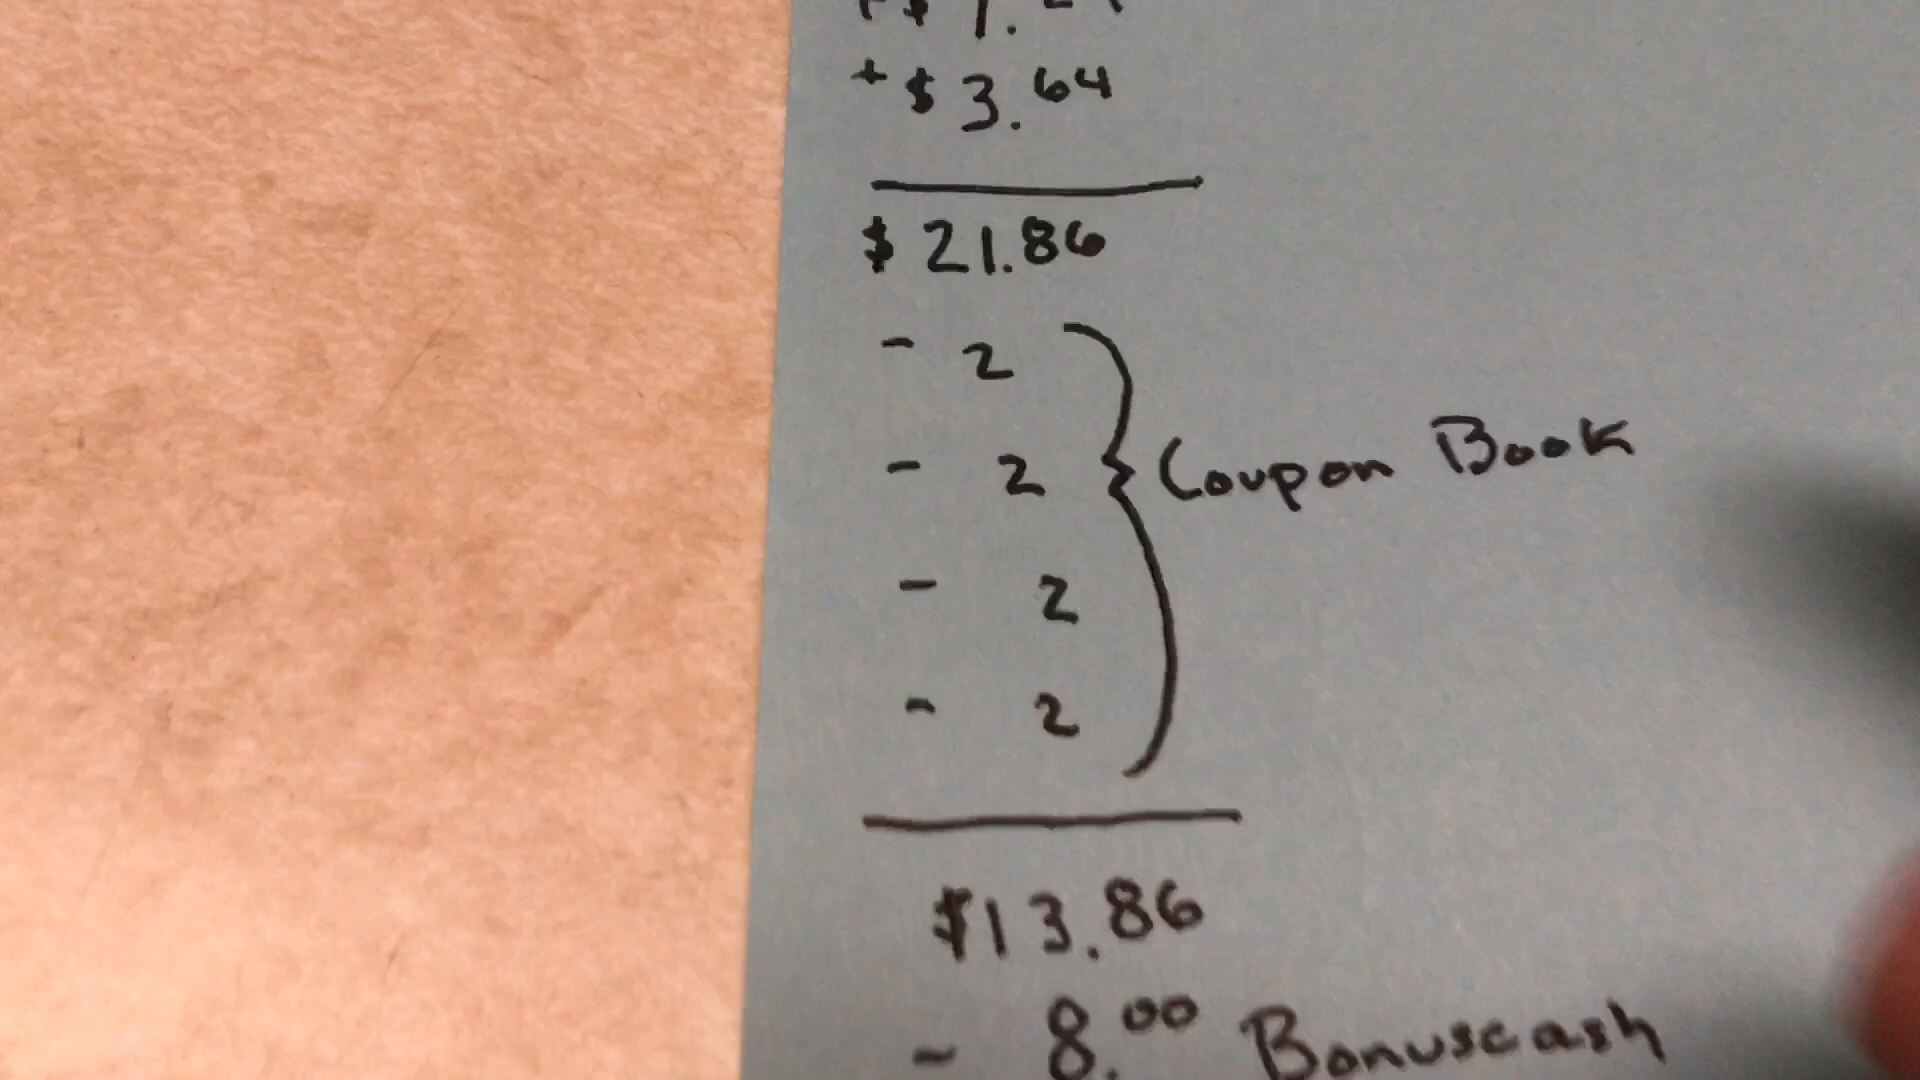 + $ 3.64
$ 21.86
- 2
- 2
- 2
- 2
Coupon Book
$13.86
- 8.00 Bonuscash